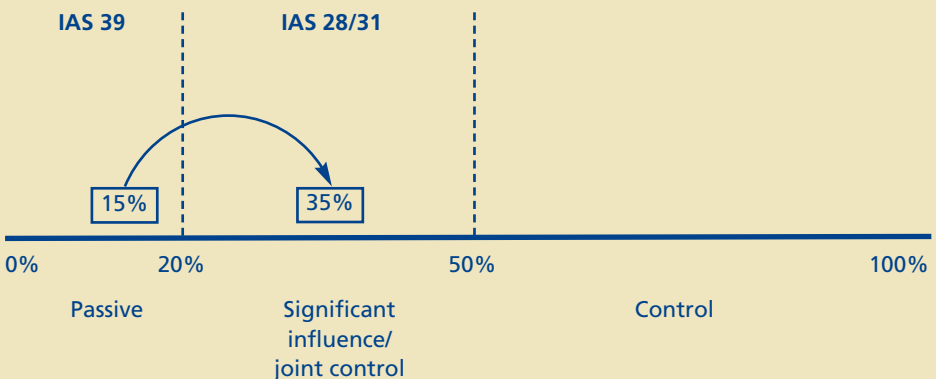 IAS 39
IAS 28/31
15%
35%
0%
20%
50%
100%
Passive
Significant
influence/
joint control
Control